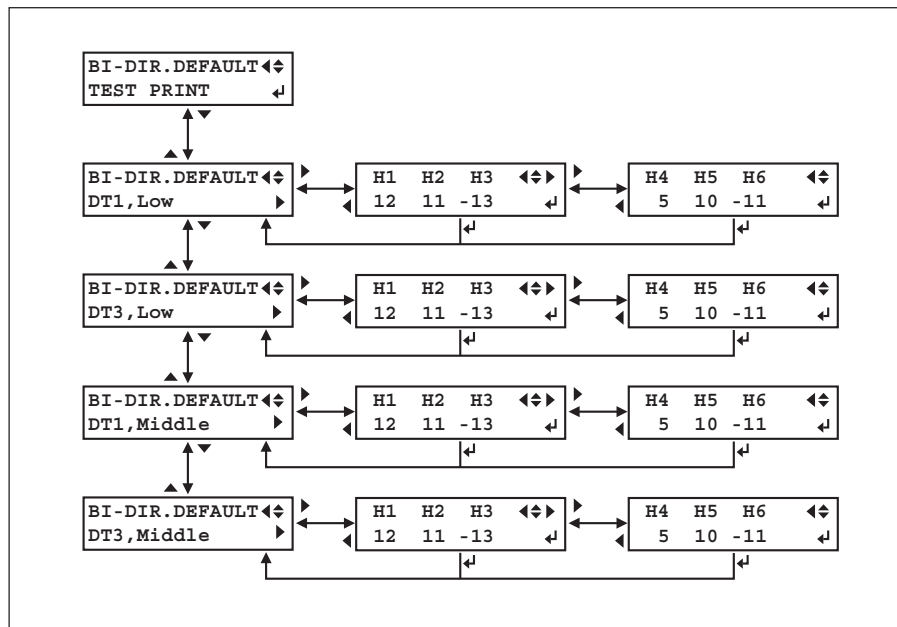 BI-DIR.DEFAULT
TEST PRINT
BI-DIR.DEFAULT
DT1,Low
H1 H2 H3
12 11 -13
H4 H5 H6
5 10 -11
BI-DIR.DEFAULT
DT3,Low
H1 H2 H3
12 11 -13
H4 H5 H6
5 10 -11
BI-DIR.DEFAULT
DT1,Middle
H1 H2 H3
12 11 -13
H4 H5 H6
5 10 -11
BI-DIR.DEFAULT
DT3,Middle
H1 H2 H3
12 11 -13
H4 H5 H6
5 10 -11